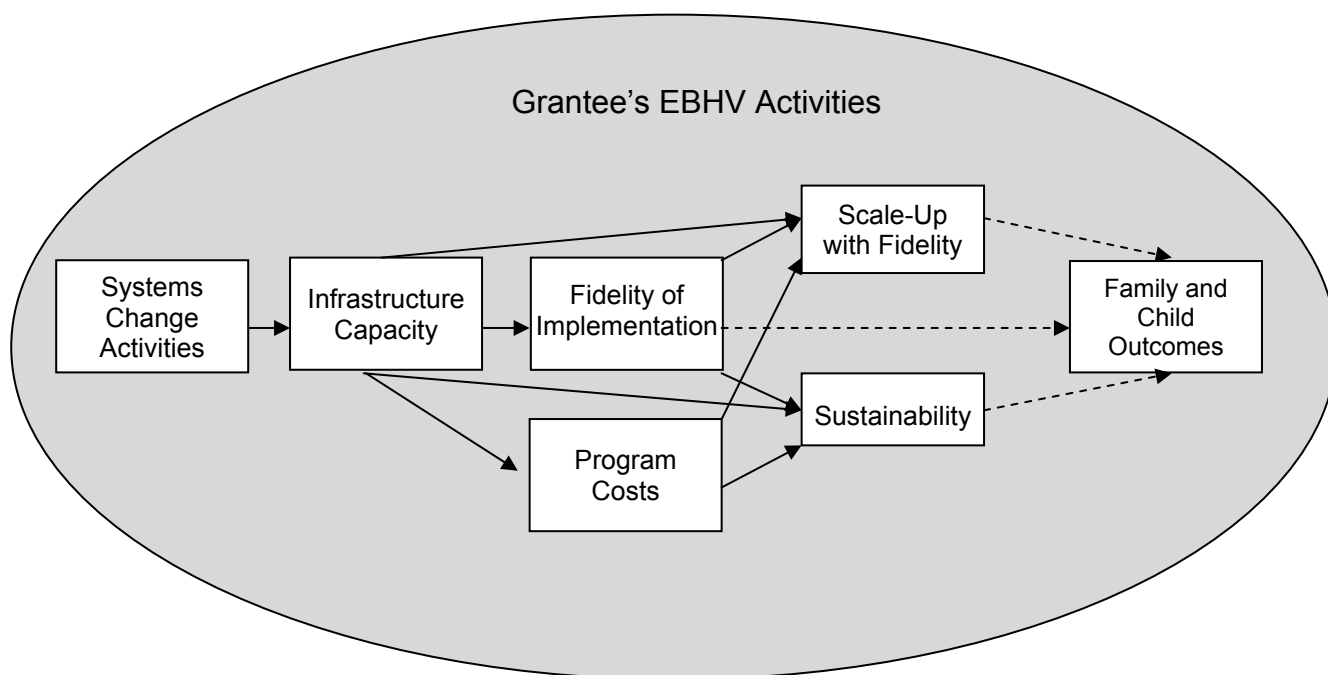 Grantee’s EBHV Activities
Systems
Change
Activities
Infrastructure
Capacity
Fidelity of
Implementation
Program
Costs
Scale-Up
with Fidelity
Sustainability
Family and
Child
Outcomes